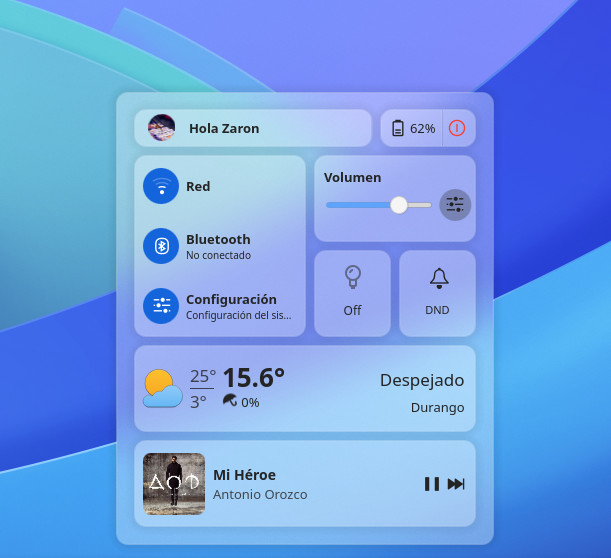 Hola Zaron
62%
Red
Bluetooth
No conectado
Configuración
Configuración del sis...
Volumen
Off
DND
25°
3°
15.6°
0%
Despejado
Durango
Mi Héroe
Antonio Orozco